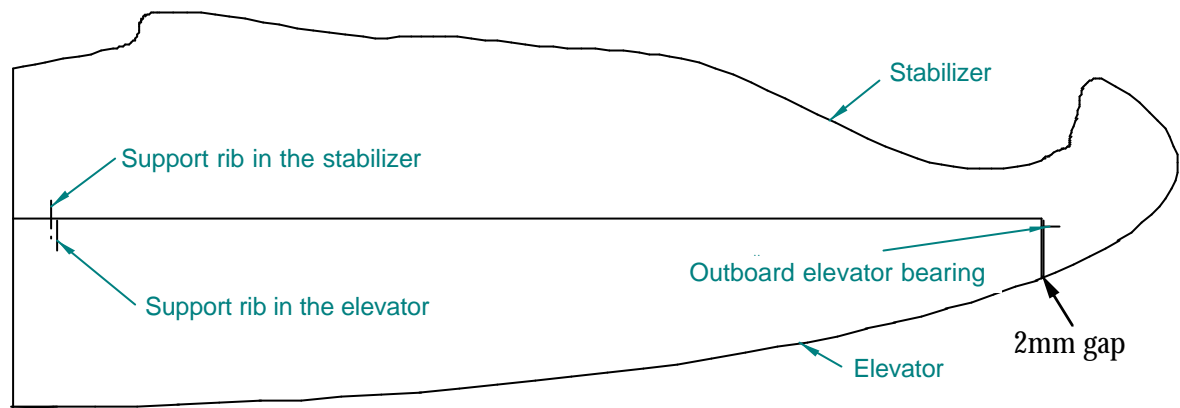 Stabilizer
Support rib in the stabilizer
Outboard elevator bearing
Support rib in the elevator
2mm gap
Elevator